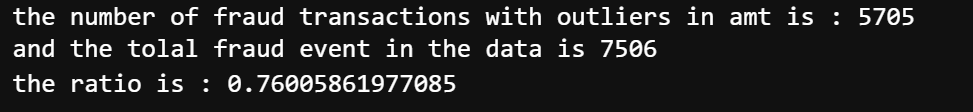 the number of fraud transactions with outliers in amt is : 5705
and the tolal fraud event in the data is 7506
the ratio is : 0.76005861977085